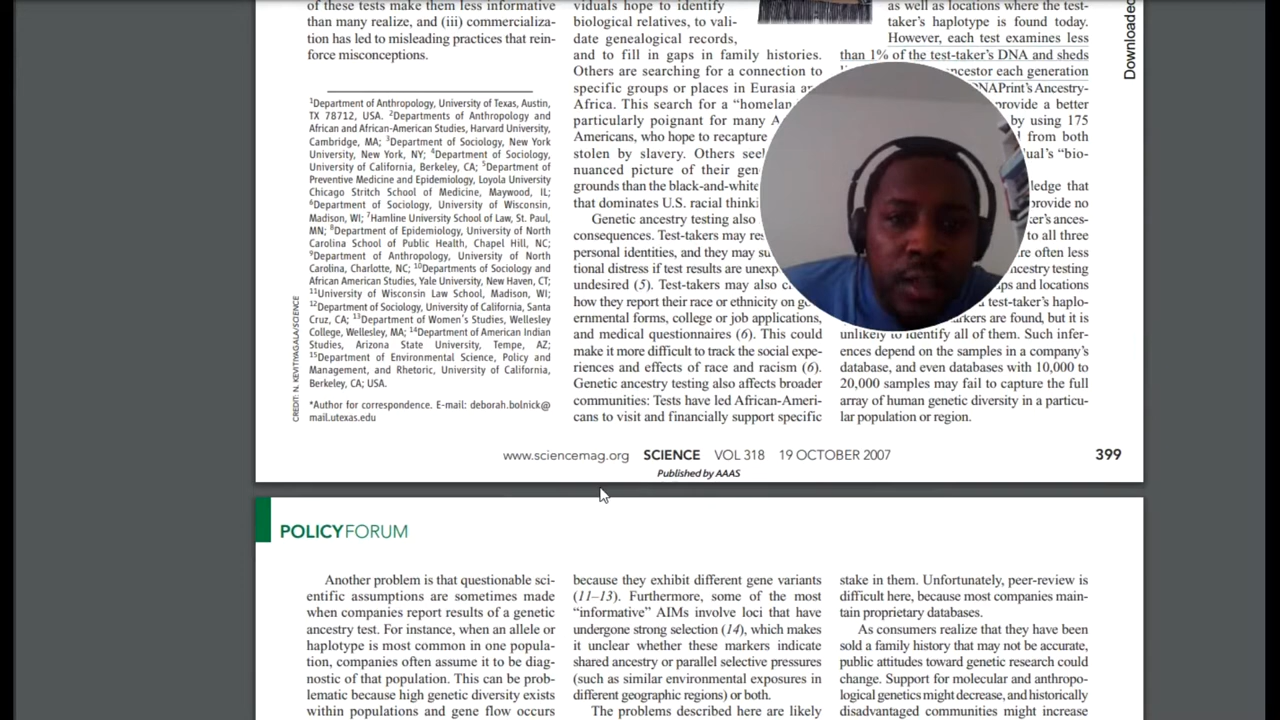 of these tests make them less informative
than many realize, and (iii) commercializa-
tion has led to misleading practices that rein-
force misconceptions.
1Department of Anthropology, University of Texas, Austin,
TX 78712, USA. 2Departments of Anthropology and
African and African-American Studies, Harvard University,
Cambridge, MA; 3Department of Sociology, New York
University, New York, NY; 4Department of Sociology,
University of California, Berkeley, CA; 5Department of
Preventive Medicine and Epidemiology, Loyola University
Chicago Stritch School of Medicine, Maywood, IL;
6Department of Sociology, University of Wisconsin,
Madison, WI; 7Hamline University School of Law, St. Paul,
MN; 8Department of Epidemiology, University of North
Carolina School of Public Health, Chapel Hill, NC;
9Department of Anthropology, University of North
Carolina, Charlotte, NC; 10Departments of Sociology and
African American Studies, Yale University, New Haven, CT;
11University of Wisconsin Law School, Madison, WI;
12Department of Sociology, University of California, Santa
Cruz, CA; 13Department of Women's Studies, Wellesley
College, Wellesley, MA; 14Department of American Indian
Studies, Arizona State University, Tempe, AZ;
15Department of Environmental Science, Policy and
Management, and Rhetoric, University of California,
Berkeley, CA; USA.
*Author for correspondence. E-mail: deborah.bolnick@
mail.utexas.edu
CREDIT: N. KEVITIYAGALA/SCIENCE
viduals hope to identify
biological relatives, to vali-
date genealogical records,
and to fill in gaps in family histories.
Others are searching for a connection to
specific groups or places in Eurasia
Africa. This search for a "homelan
particularly poignant for many
Americans, who hope to recapture
stolen by slavery. Others
nuanced picture of their gen
grounds than the black-and-white
that dominates U.S. racial thinki
Genetic ancestry testing also
consequences. Test-takers may
personal identities, and they may
tional distress if test results are
undesired (5). Test-takers may also
how they report their race or ethnicity on
ernmental forms, college or job applications,
and medical questionnaires (6). This could
make it more difficult to track the social expe-
riences and effects of race and racism (6).
Genetic ancestry testing also affects broader
communities: Tests have led African-Ameri-
cans to visit and financially support specific
as well as locations where the test-
taker's haplotype is found today.
However, each test examines less
than 1% of the test-taker's DNA and sheds
ancestor each generation
DNAPrint's Ancestry-
provide a better
by using 175
from both
"bio-
ledge that
provide no
ances-
to all three
often less
ancestry testing
and locations
test-taker's haplo-
are found, but it is
unlikely to identify all of them. Such infer-
ences depend on the samples in a company's
database, and even databases with 10,000 to
20,000 samples may fail to capture the full
array of human genetic diversity in a particu-
lar population or region.
Downloaded
www.sciencemag.org SCIENCE VOL 318 19 OCTOBER 2007 399
Published by AAAS
POLICYFORUM
Another problem is that questionable sci-
entific assumptions are sometimes made
when companies report results of a genetic
ancestry test. For instance, when an allele or
haplotype is most common in one popula-
tion, companies often assume it to be diag-
nostic of that population. This can be prob-
lematic because high genetic diversity exists
within populations and gene flow occurs
because they exhibit different gene variants
(11–13). Furthermore, some of the most
"informative" AIMs involve loci that have
undergone strong selection (14), which makes
it unclear whether these markers indicate
shared ancestry or parallel selective pressures
(such as similar environmental exposures in
different geographic regions) or both.
The problems described here are likely
stake in them. Unfortunately, peer-review is
difficult here, because most companies main-
tain proprietary databases.
As consumers realize that they have been
sold a family history that may not be accurate,
public attitudes toward genetic research could
change. Support for molecular and anthropo-
logical genetics might decrease, and historically
disadvantaged communities might increase